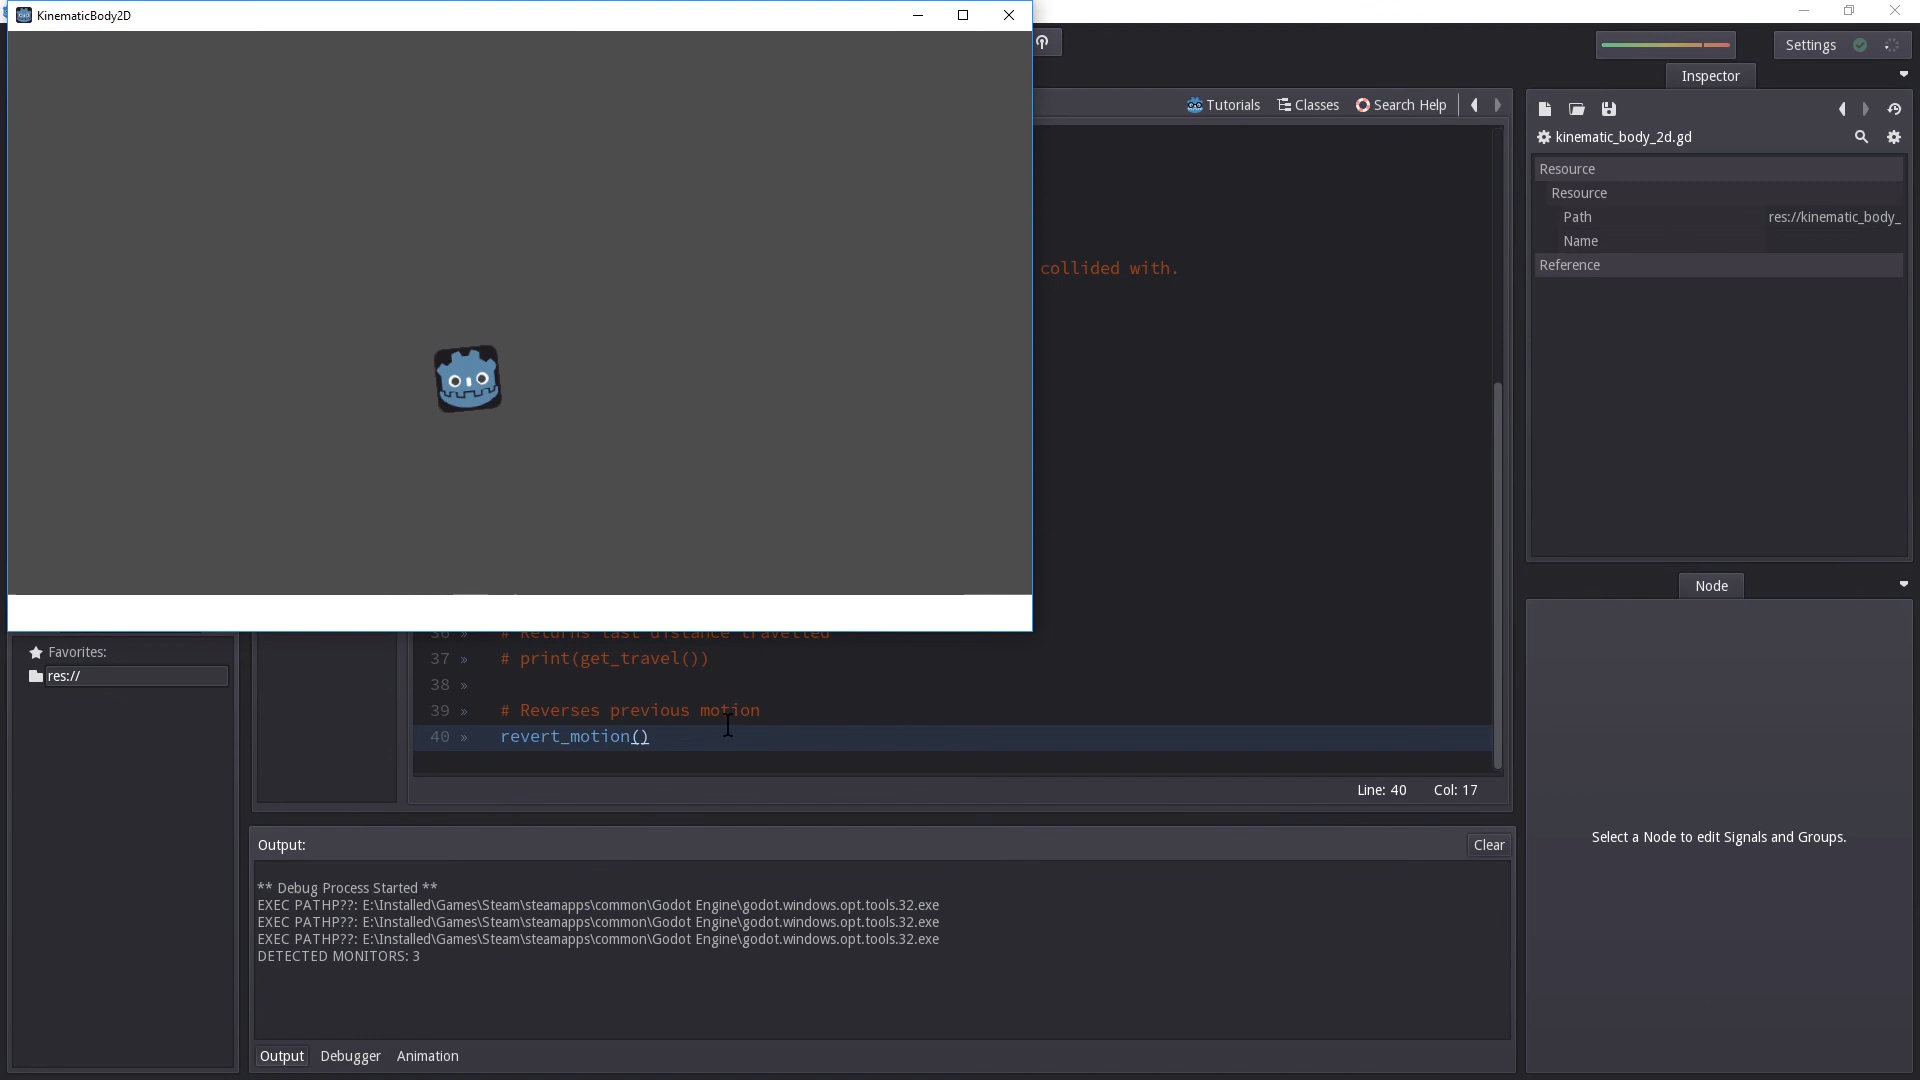 KinematicBody2D
Settings
Inspector
Tutorials Classes Search Help
kinematic_body_2d.gd
Resource
Resource
Path res://kinematic_body_
Name
Reference
collided with.
36 » # Returns last distance travelled
37 » # print(get_travel())
38 »
39 » # Reverses previous motion
40 » revert_motion()
Line: 40 Col: 17
Favorites:
res://
Node
Select a Node to edit Signals and Groups.
Output:
Clear
** Debug Process Started **
EXEC PATHP??: E:\Installed\Games\Steam\steamapps\common\Godot Engine\godot.windows.opt.tools.32.exe
EXEC PATHP??: E:\Installed\Games\Steam\steamapps\common\Godot Engine\godot.windows.opt.tools.32.exe
EXEC PATHP??: E:\Installed\Games\Steam\steamapps\common\Godot Engine\godot.windows.opt.tools.32.exe
DETECTED MONITORS: 3
Output Debugger Animation